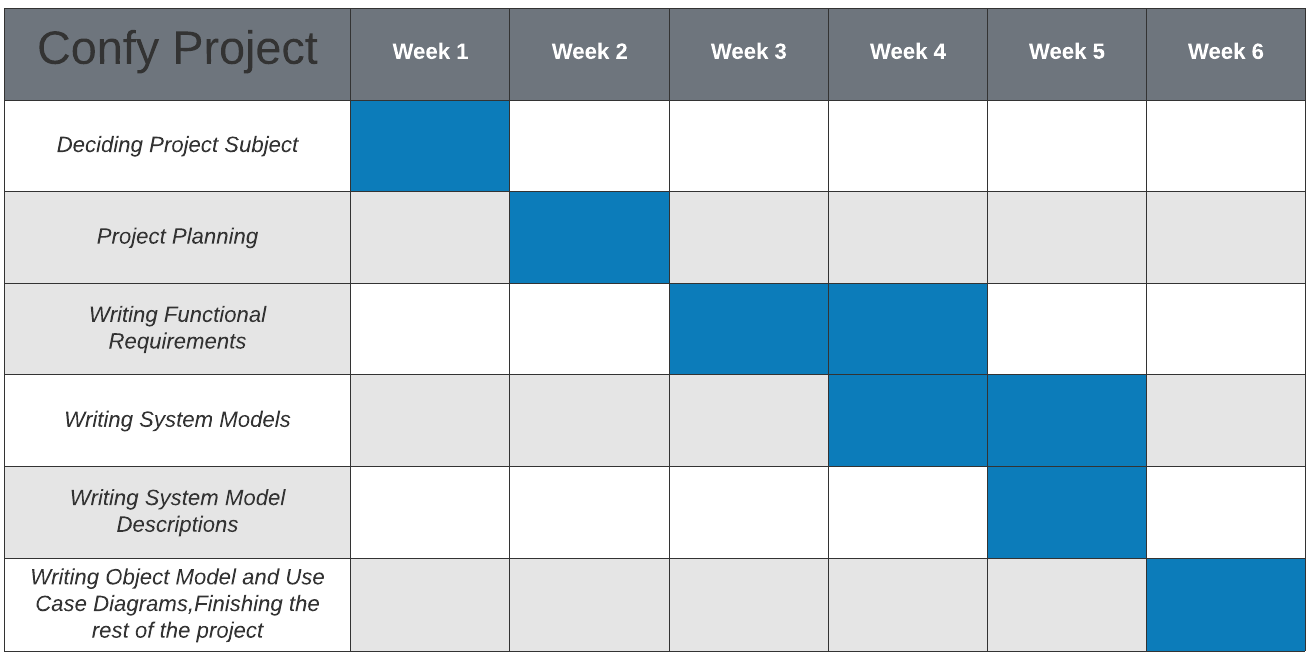 Confy Project
Week 1
Week 2
Week 3
Week 4
Week 5
Week 6
Deciding Project Subject
Project Planning
Writing Functional
Requirements
Writing System Models
Writing System Model
Descriptions
Writing Object Model and Use
Case Diagrams,Finishing the
rest of the project